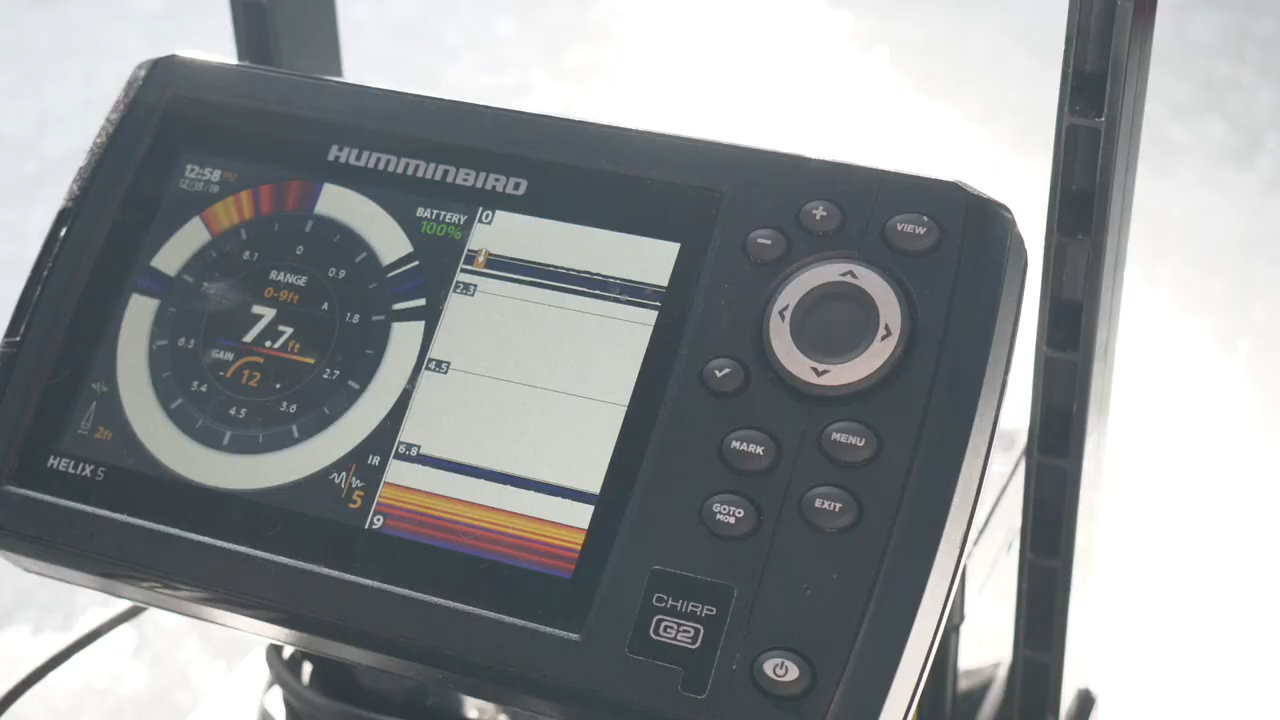 HUMMINBIRD
12:58 PM
BATTERY
100%
0
2.3
4.5
6.8
9
8.1
0
0.9
A
1.8
2.7
3.6
4.5
5.4
6.3
RANGE
0-9ft
7.7ft
GAIN
- 12 +
2ft
IR
5
HELIX 5
+
-
VIEW
MARK
MENU
GOTO
MOB
EXIT
CHIRP
G2